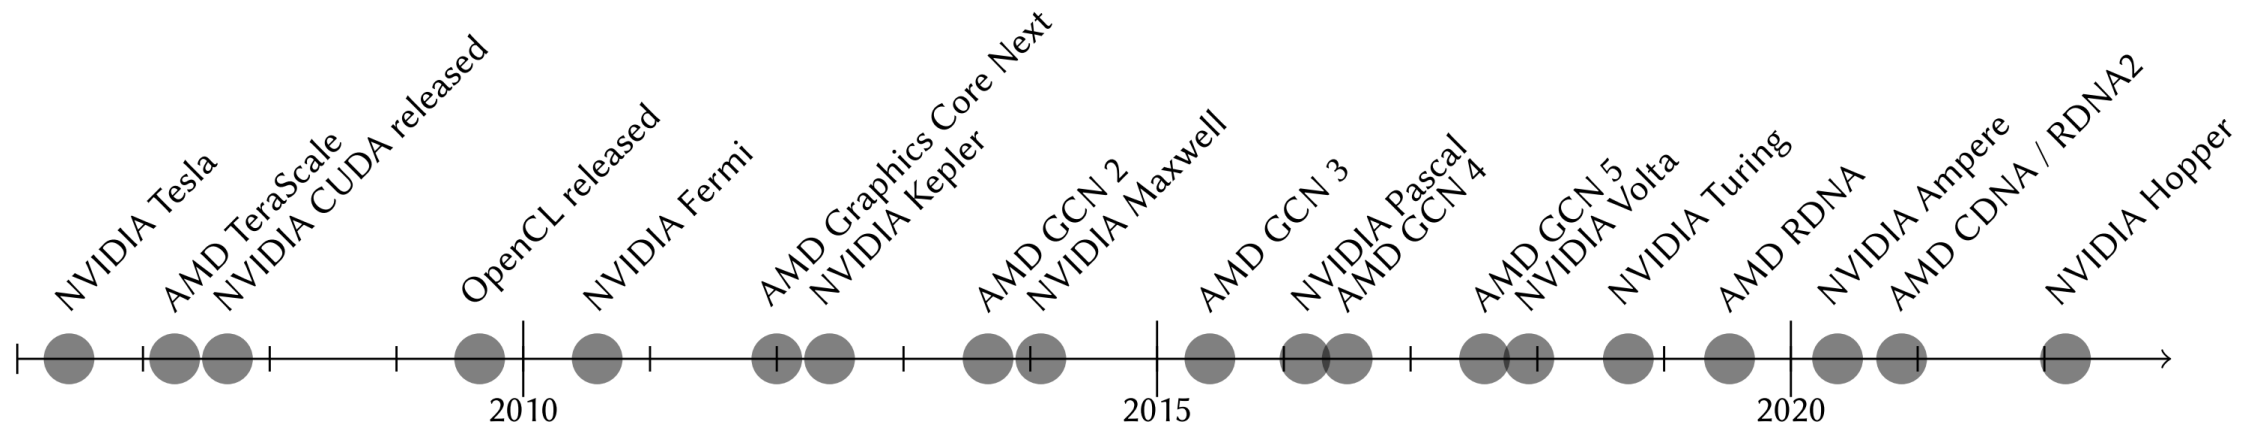 NVIDIA Tesla
AMD TeraScale
NVIDIA CUDA released
OpenCL released
NVIDIA Fermi
AMD Graphics Core Next
NVIDIA Kepler
AMD GCN 2
NVIDIA Maxwell
AMD GCN 3
NVIDIA Pascal
AMD GCN 4
AMD GCN 5
NVIDIA Volta
NVIDIA Turing
AMD RDNA
NVIDIA Ampere
AMD CDNA / RDNA2
NVIDIA Hopper
2010
2015
2020